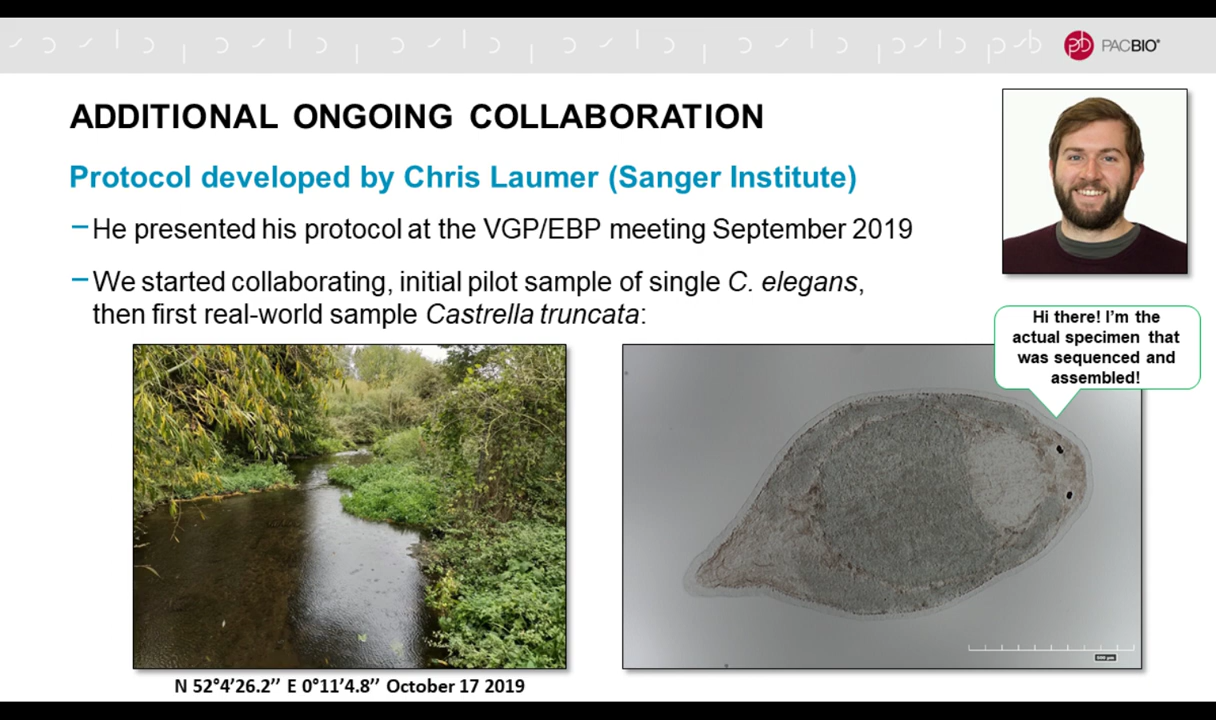 PACBIO®
ADDITIONAL ONGOING COLLABORATION
Protocol developed by Chris Laumer (Sanger Institute)
– He presented his protocol at the VGP/EBP meeting September 2019
– We started collaborating, initial pilot sample of single C. elegans,
then first real-world sample Castrella truncata:
Hi there! I’m the
actual specimen that
was sequenced and
assembled!
N 52°4’26.2’’ E 0°11’4.8’’ October 17 2019